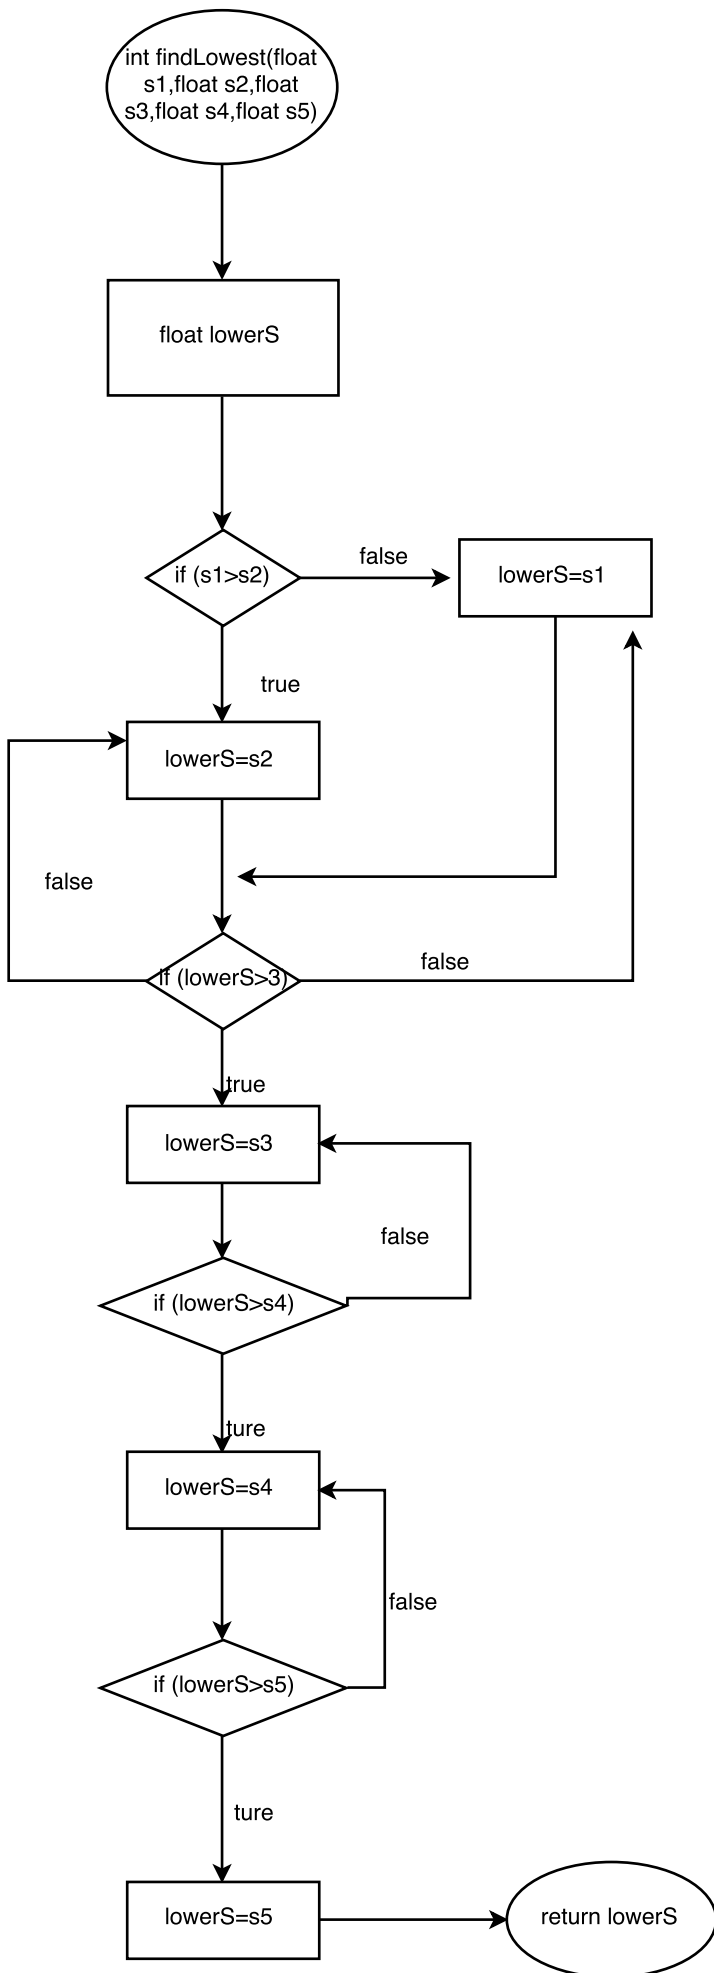 int findLowest(float
s1,float s2,float
s3,float s4,float s5)
float lowerS
if (s1>s2)
false
lowerS=s1
true
lowerS=s2
false
if (lowerS>3)
false
true
lowerS=s3
false
if (lowerS>s4)
ture
lowerS=s4
false
if (lowerS>s5)
ture
lowerS=s5
return lowerS